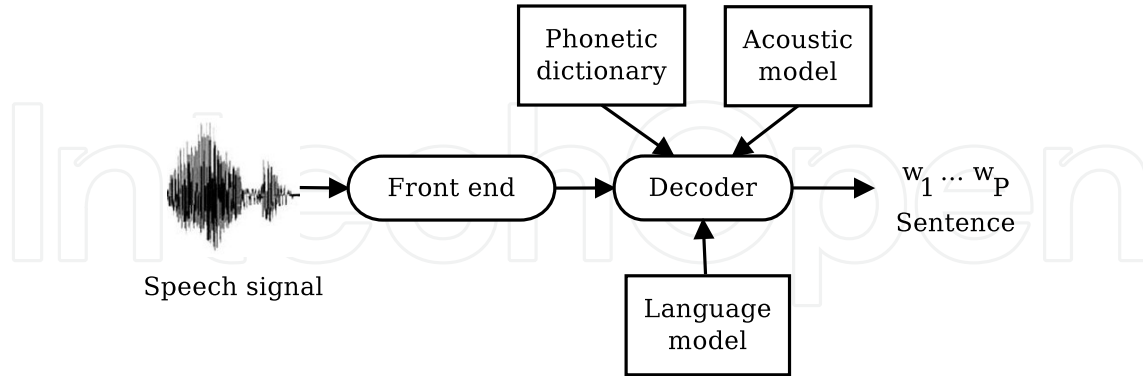 Phonetic
dictionary
Acoustic
model
IntechOpen
Front end
Decoder
w1 ... wP
Sentence
Speech signal
Language
model